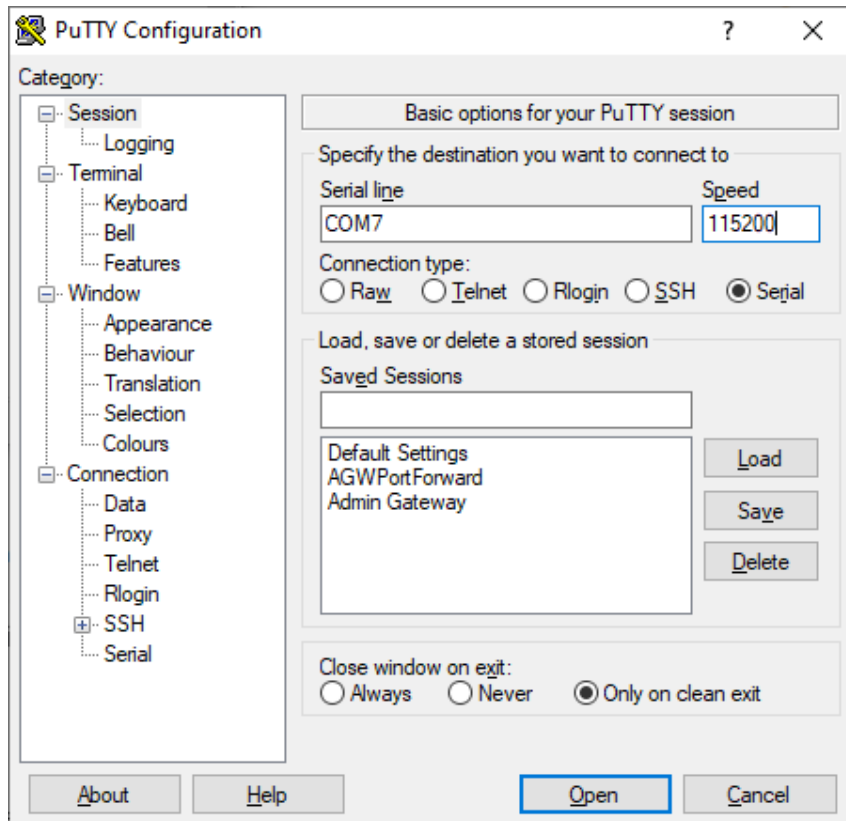 PuTTY Configuration
? 
Category:
Session
Logging
Terminal
Keyboard
Bell
Features
Window
Appearance
Behaviour
Translation
Selection
Colours
Connection
Data
Proxy
Telnet
Rlogin
SSH
Serial
Basic options for your PuTTY session
Specify the destination you want to connect to
Serial line Speed
COM7 115200
Connection type:
Raw Telnet Rlogin SSH Serial
Load, save or delete a stored session
Saved Sessions
Default Settings
AGWPortForward
Admin Gateway
Load
Save
Delete
Close window on exit:
Always Never Only on clean exit
About Help Open Cancel